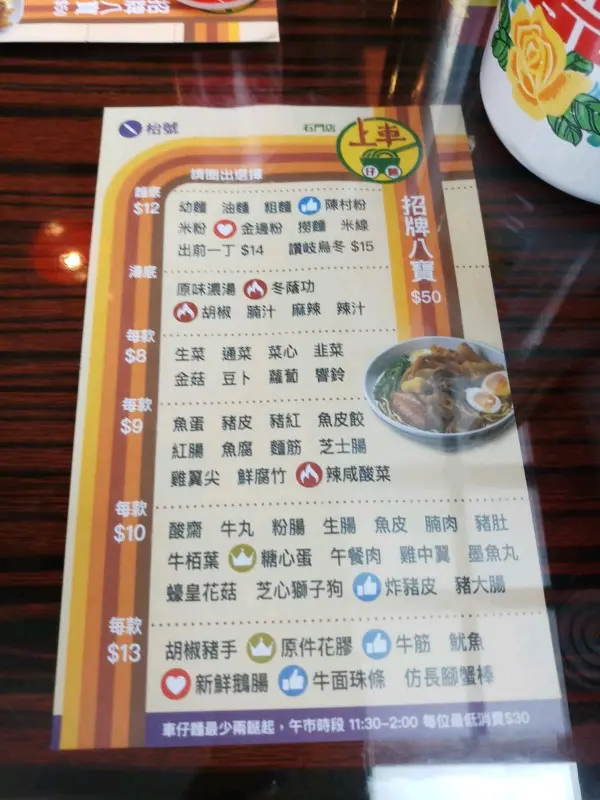 招牌八寶 $50
枱號
石門店
上車
仔麵
請圈出選擇
麵底
$12
幼麵 油麵 粗麵 陳村粉
米粉 金邊粉 撈麵 米線
出前一丁 $14 讚岐烏冬 $15
招牌八寶
$50
湯底
原味濃湯 冬蔭功
胡椒 腩汁 麻辣 辣汁
每款
$8
生菜 通菜 菜心 韭菜
金菇 豆卜 蘿蔔 響鈴
每款
$9
魚蛋 豬皮 豬紅 魚皮餃
紅腸 魚腐 麵筋 芝士腸
雞翼尖 鮮腐竹 辣咸酸菜
每款
$10
酸齋 牛丸 粉腸 生腸 魚皮 腩肉 豬肚
牛栢葉 糖心蛋 午餐肉 雞中翼 墨魚丸
蠔皇花菇 芝心獅子狗 炸豬皮 豬大腸
每款
$13
胡椒豬手 原件花膠 牛筋 魷魚
新鮮鵝腸 牛面珠條 仿長腳蟹棒
車仔麵最少兩餸起，午市時段 11:30-2:00 每位最低消費$30